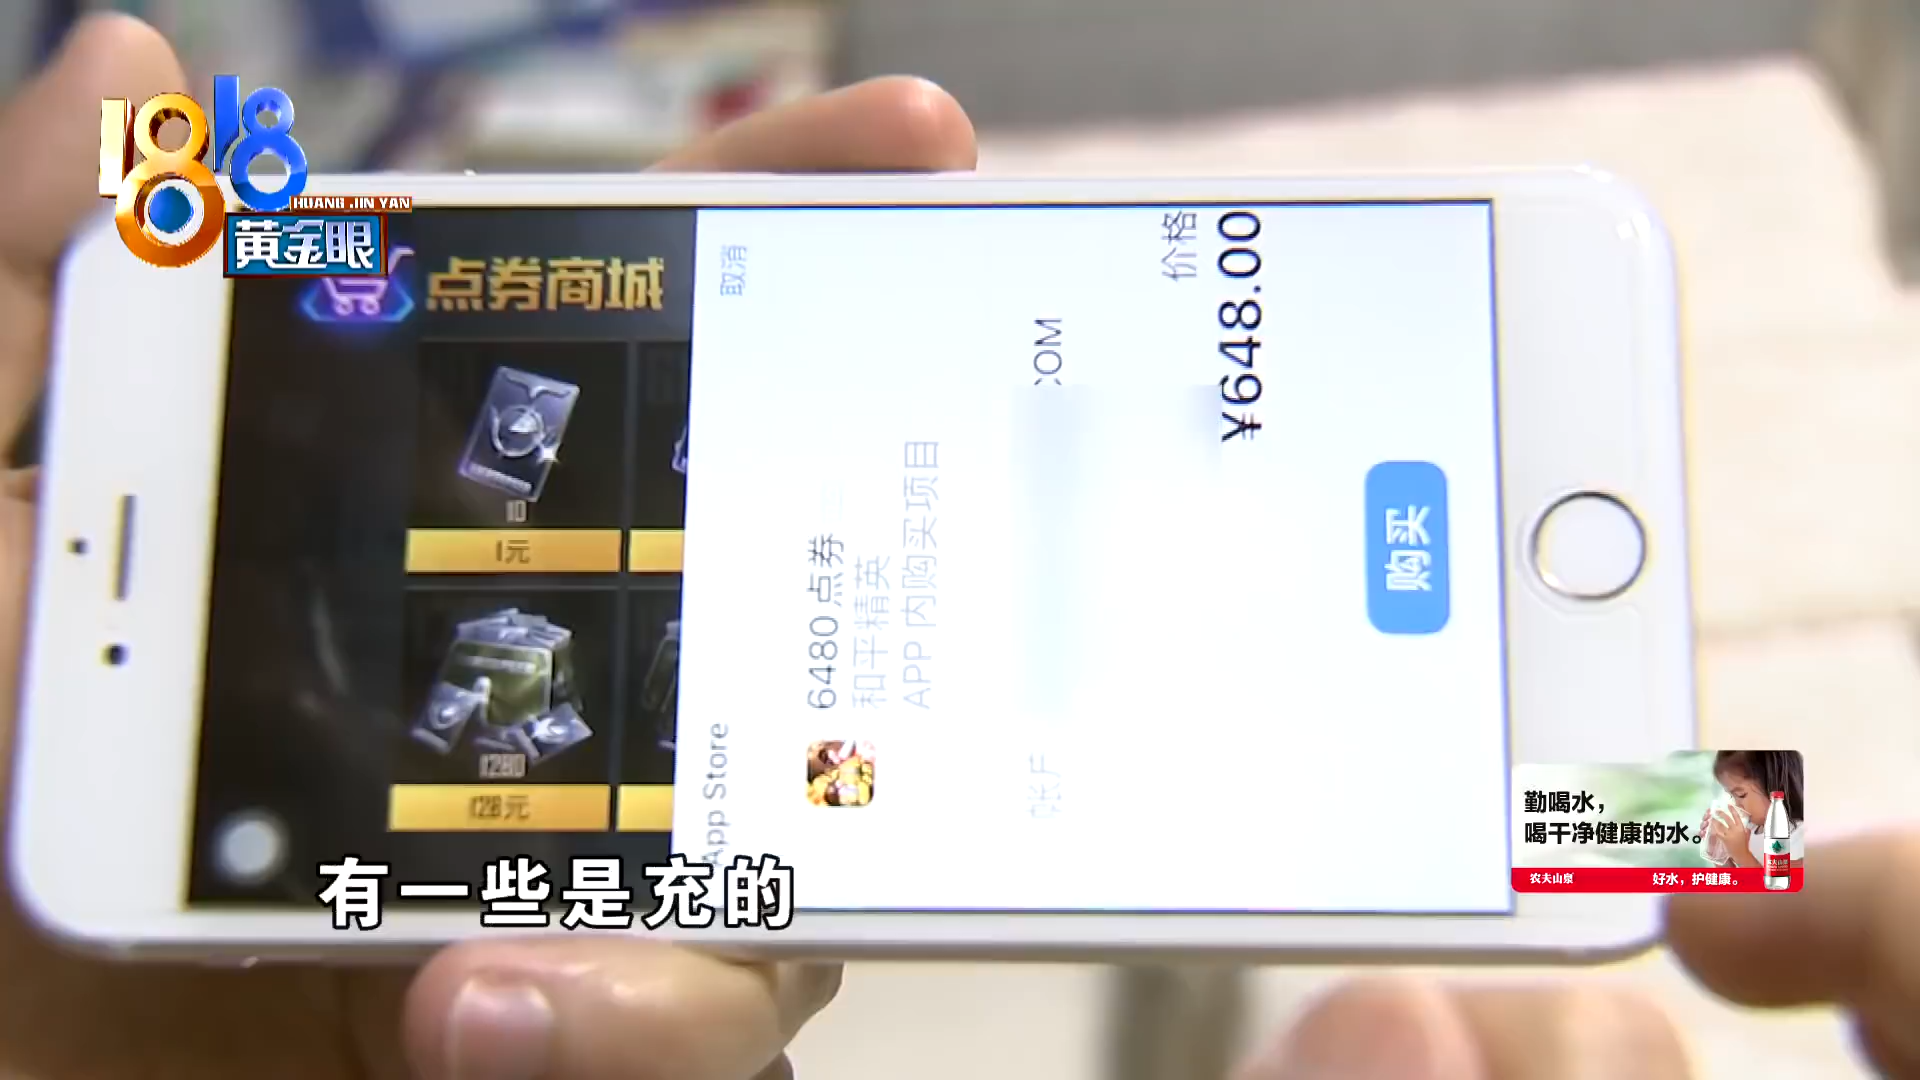 1818
HUANG JIN YAN
黄金眼
点券商城
10
1元
1280
128元
App Store
取消
6480 点券
和平精英
APP 内购买项目
帐户
COM
价格
¥648.00
购买
有一些是充的
勤喝水，
喝干净健康的水。
农夫山泉
好水，护健康。